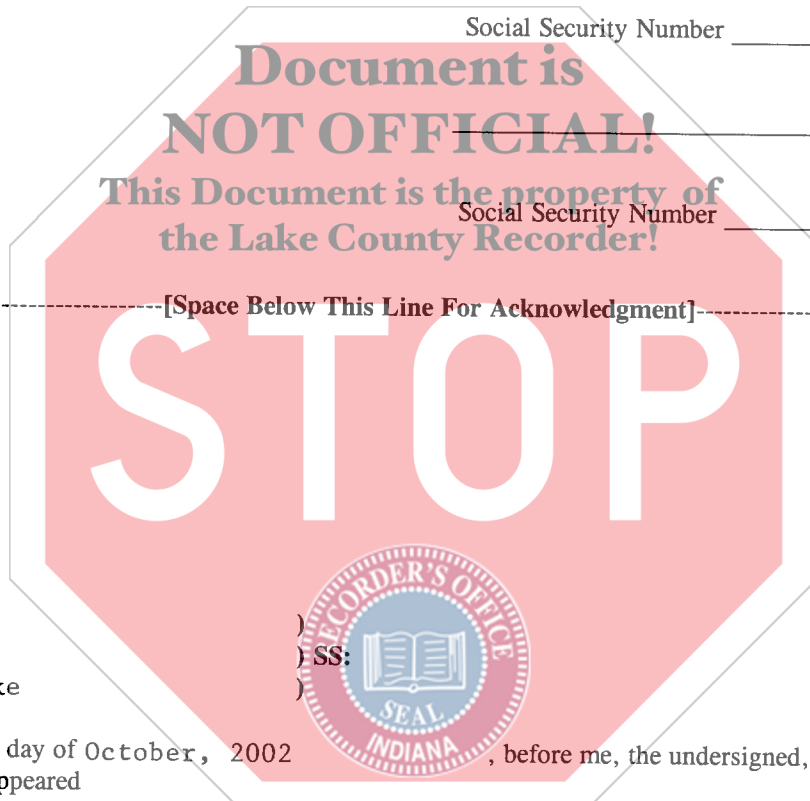 Social Security Number
Document is
NOT OFFICIAL!
This Document is the property of
Social Security Number
the Lake County Recorder!
[Space Below This Line For Acknowledgment]
STOP
RECORDER'S OFFICE
)
) SS:
)
SEAL
INDIANA
day of October, 2002 , before me, the undersigned,